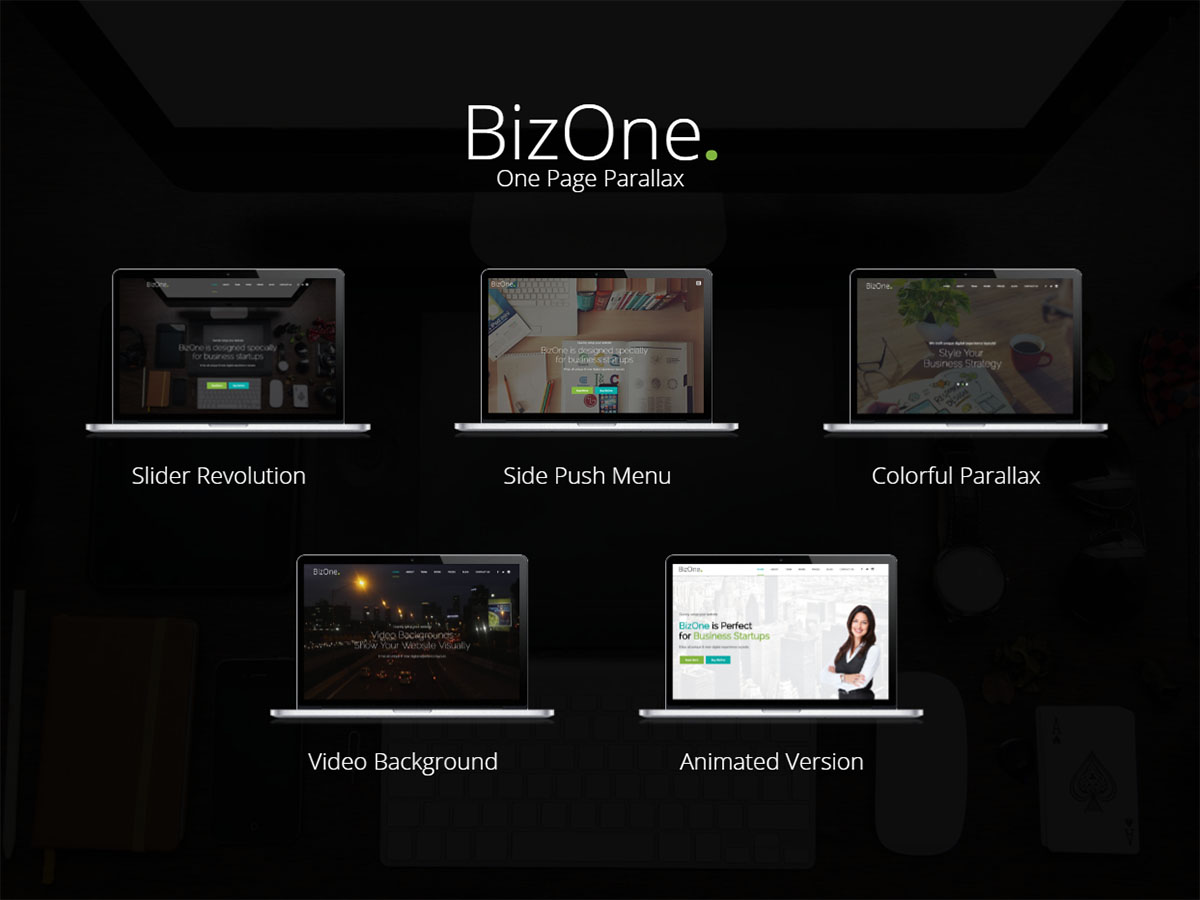 BizOne.
One Page Parallax
BizOne.
BizOne is designed specially
for business startups
BizOne.
BizOne is designed specially
for business startups
BizOne.
Style Your
Business Strategy
Slider Revolution
Side Push Menu
Colorful Parallax
BizOne.
Video Backgrounds
Show Your Website Visually
BizOne.
BizOne is Perfect
for Business Startups
Video Background
Animated Version